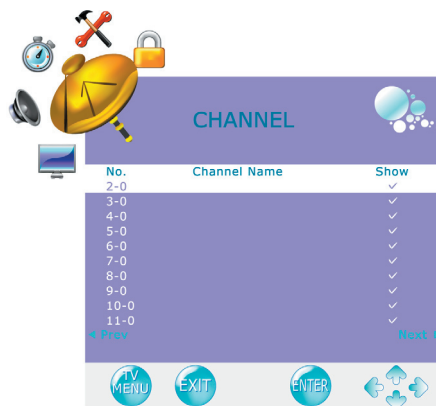 CHANNEL
No. Channel Name Show
2-0 ✓
3-0 ✓
4-0 ✓
5-0 ✓
6-0 ✓
7-0 ✓
8-0 ✓
9-0 ✓
10-0 ✓
11-0 ✓
Prev Next
TV MENU EXIT ENTER